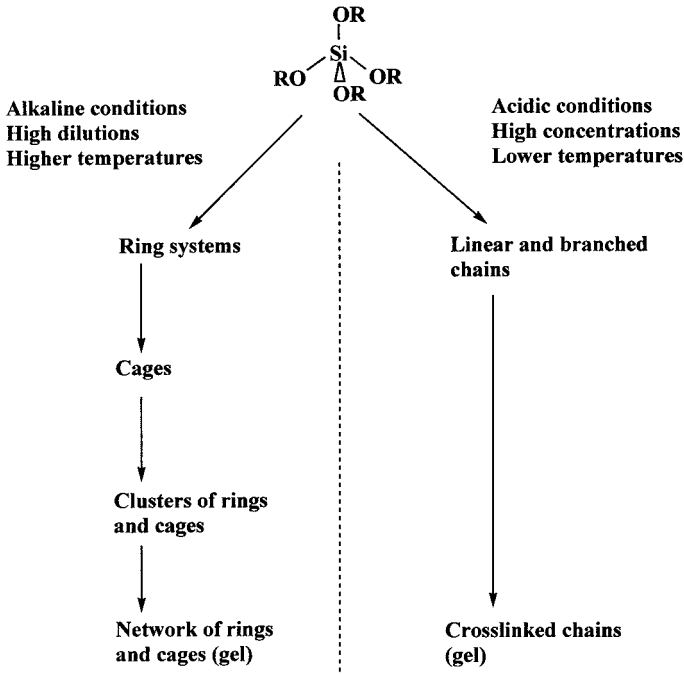 OR
Si
RO
OR
OR
Alkaline conditions
High dilutions
Higher temperatures
Acidic conditions
High concentrations
Lower temperatures
Ring systems
Linear and branched
chains
Cages
Clusters of rings
and cages
Network of rings
and cages (gel)
Crosslinked chains
(gel)